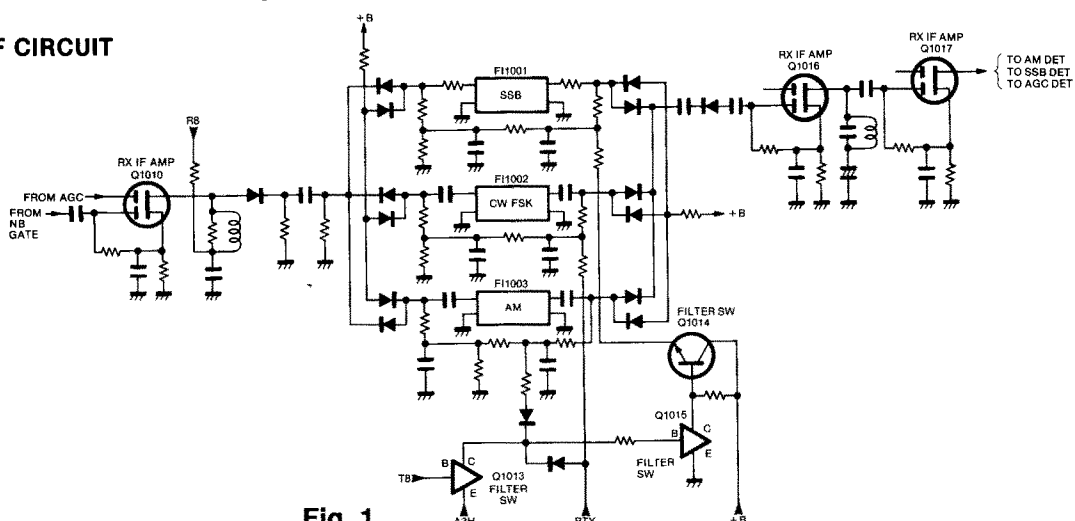 F CIRCUIT
+B
RX IF AMP
Q1017
RX IF AMP
Q1016
TO AM DET
TO SSB DET
TO AGC DET
FI1001
SSB
R8
RX IF AMP
Q1010
FROM AGC
FROM
NB
GATE
FI1002
CW FSK
+B
FI1003
AM
FILTER SW
Q1014
Q1015
B
C
E
FILTER
SW
T8
B
C
E
Q1013
FILTER
SW
Fig. 1
A3H
+B